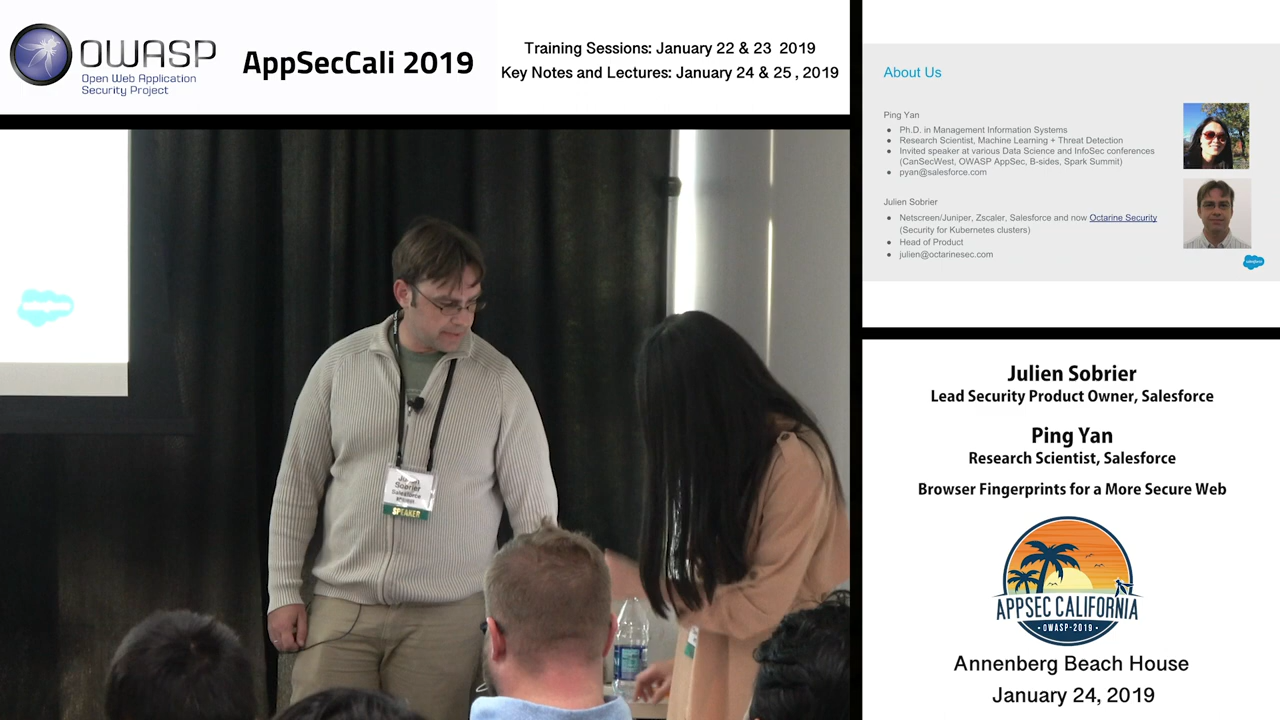 OWASP
Open Web Application
Security Project
AppSecCali 2019
Training Sessions: January 22 & 23 2019
Key Notes and Lectures: January 24 & 25 , 2019
About Us
Ping Yan
● Ph.D. in Management Information Systems
● Research Scientist, Machine Learning + Threat Detection
● Invited speaker at various Data Science and InfoSec conferences
(CanSecWest, OWASP AppSec, B-sides, Spark Summit)
● pyan@salesforce.com
Julien Sobrier
● Netscreen/Juniper, Zscaler, Salesforce and now Octarine Security
(Security for Kubernetes clusters)
● Head of Product
● julien@octarinesec.com
salesforce
Sobrier
Salesforce
SPEAKER
Julien Sobrier
Lead Security Product Owner, Salesforce
Ping Yan
Research Scientist, Salesforce
Browser Fingerprints for a More Secure Web
APPSEC CALIFORNIA
• OWASP-2019 •
Annenberg Beach House
January 24, 2019